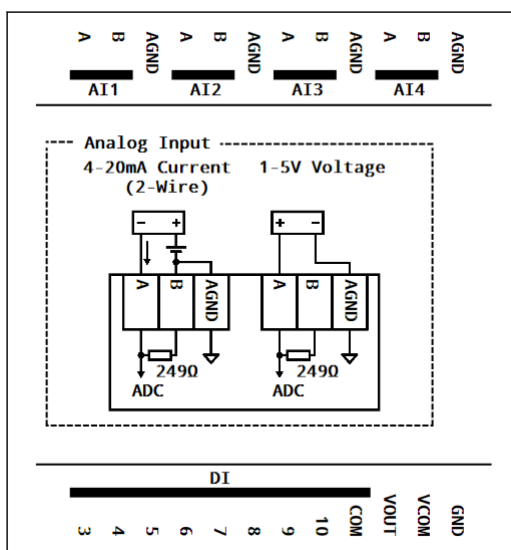 A B AGND A B AGND A B AGND A B AGND
AI1 AI2 AI3 AI4
Analog Input
4-20mA Current 1-5V Voltage
(2-Wire)
- + + -
A B AGND A B AGND
249Ω 249Ω
ADC ADC
DI
3 4 5 6 7 8 9 10 COM VOUT VCOM GND